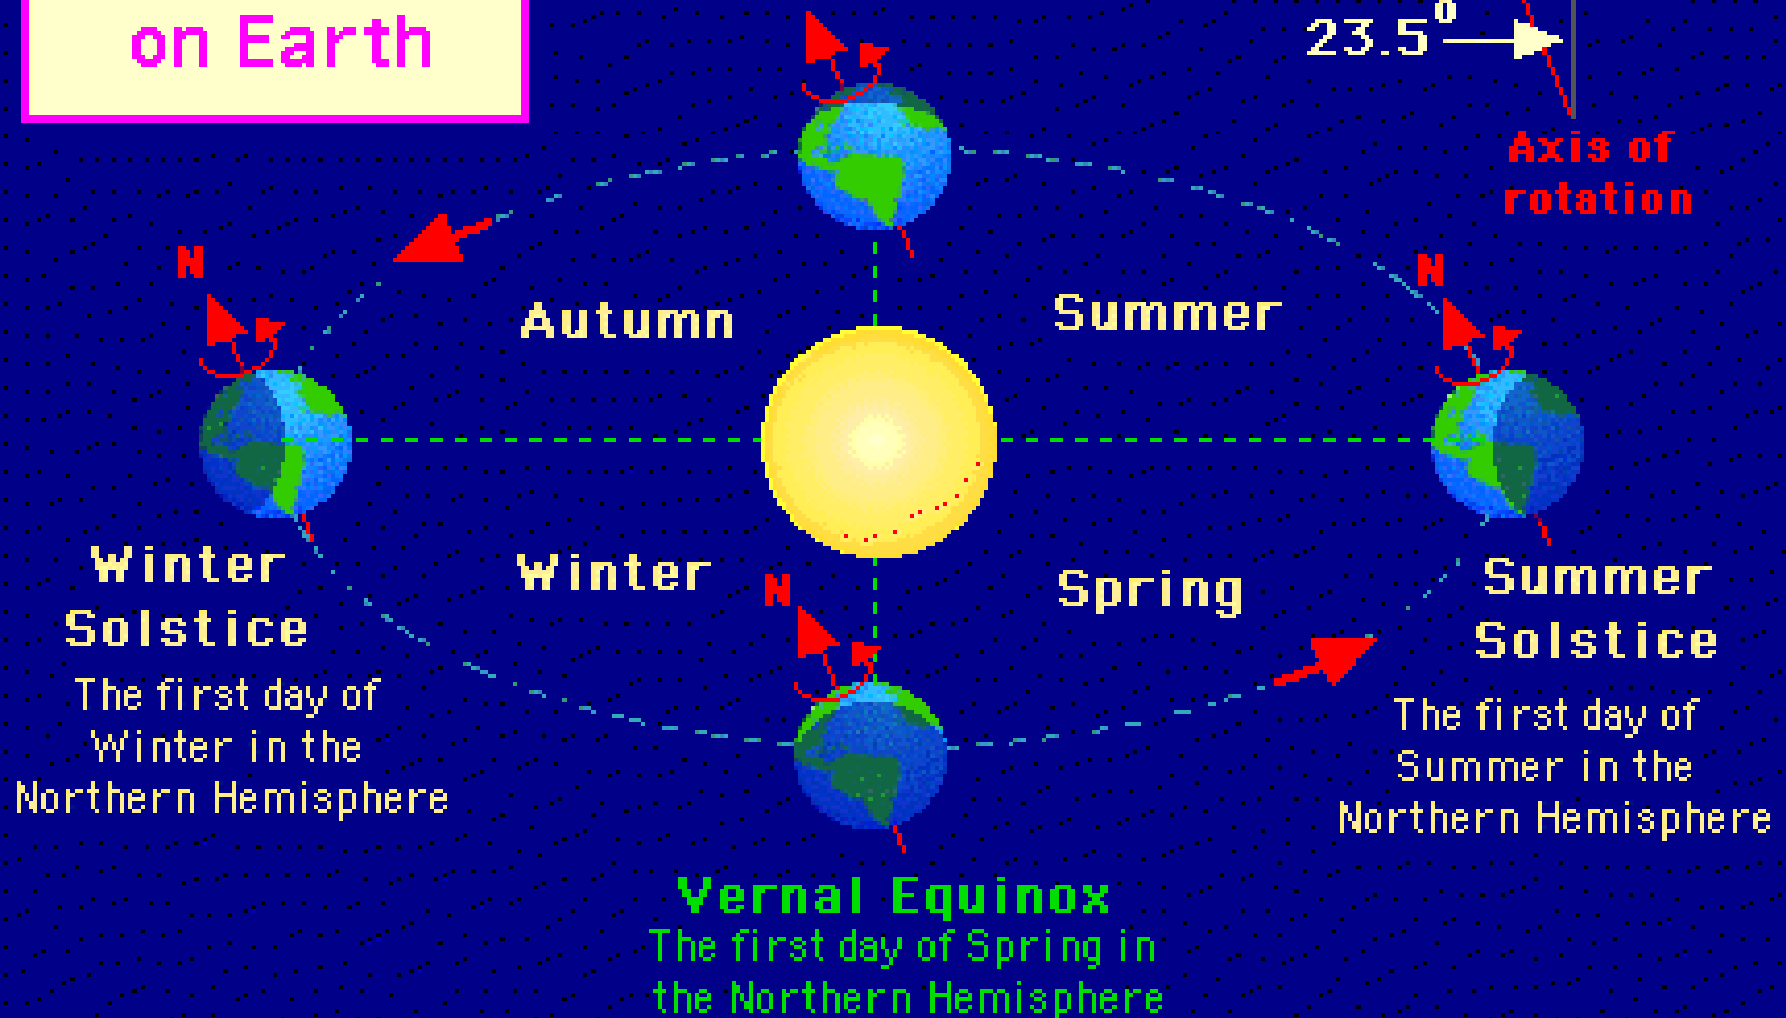 on Earth
23.5°
Axis of
rotation
N
N
Autumn
Summer
Winter
Solstice
The first day of
Winter in the
Northern Hemisphere
Winter
N
Spring
Summer
Solstice
The first day of
Summer in the
Northern Hemisphere
Vernal Equinox
The first day of Spring in
the Northern Hemisphere